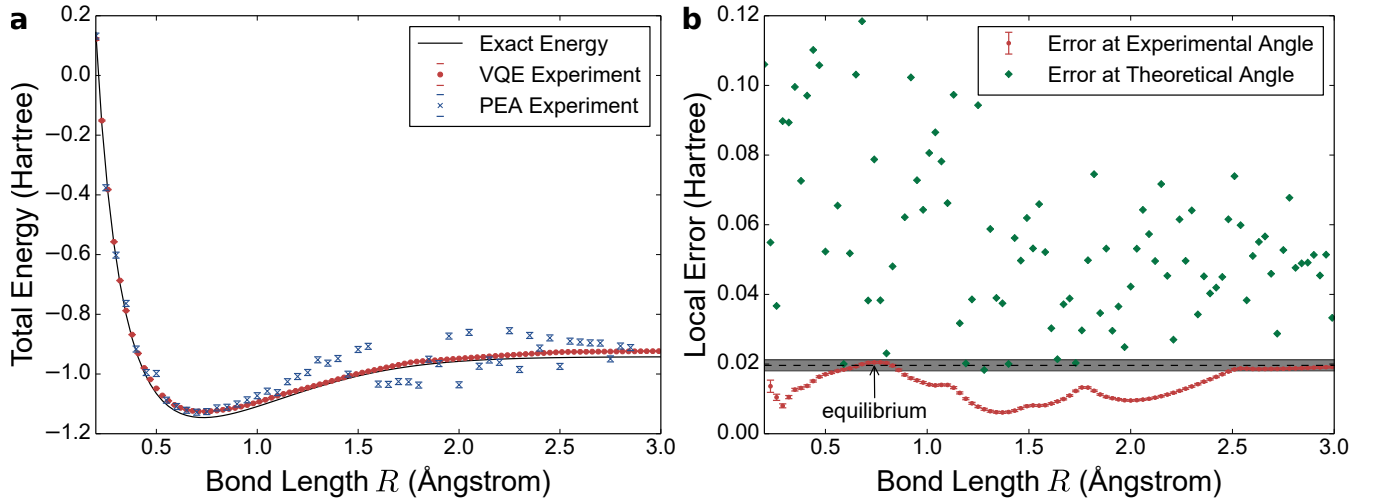 a
Total Energy (Hartree)
0.2
0.0
−0.2
−0.4
−0.6
−0.8
−1.0
−1.2
0.5
1.0
1.5
2.0
2.5
3.0
Bond Length R (Ångstrom)
Exact Energy
VQE Experiment
PEA Experiment
b
Local Error (Hartree)
0.12
0.10
0.08
0.06
0.04
0.02
0.00
0.5
1.0
1.5
2.0
2.5
3.0
Bond Length R (Ångstrom)
Error at Experimental Angle
Error at Theoretical Angle
equilibrium